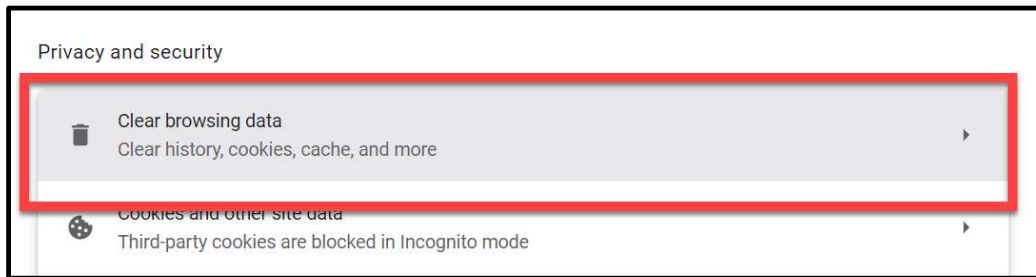 Privacy and security
Clear browsing data
Clear history, cookies, cache, and more
Cookies and other site data
Third-party cookies are blocked in Incognito mode